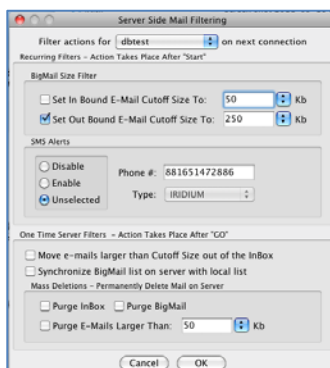 Server Side Mail Filtering
Filter actions for dbtest on next connection
Recurring Filters - Action Takes Place After "Start"
BigMail Size Filter
Set In Bound E-Mail Cutoff Size To: 50 Kb
Set Out Bound E-Mail Cutoff Size To: 250 Kb
SMS Alerts
Disable
Enable
Unselected
Phone #: 881651472886
Type: IRIDIUM
One Time Server Filters - Action Takes Place After "GO"
Move e-mails larger than Cutoff Size out of the InBox
Synchronize BigMail list on server with local list
Mass Deletions - Permanently Delete Mail on Server
Purge InBox Purge BigMail
Purge E-Mails Larger Than: 50 Kb
Cancel OK